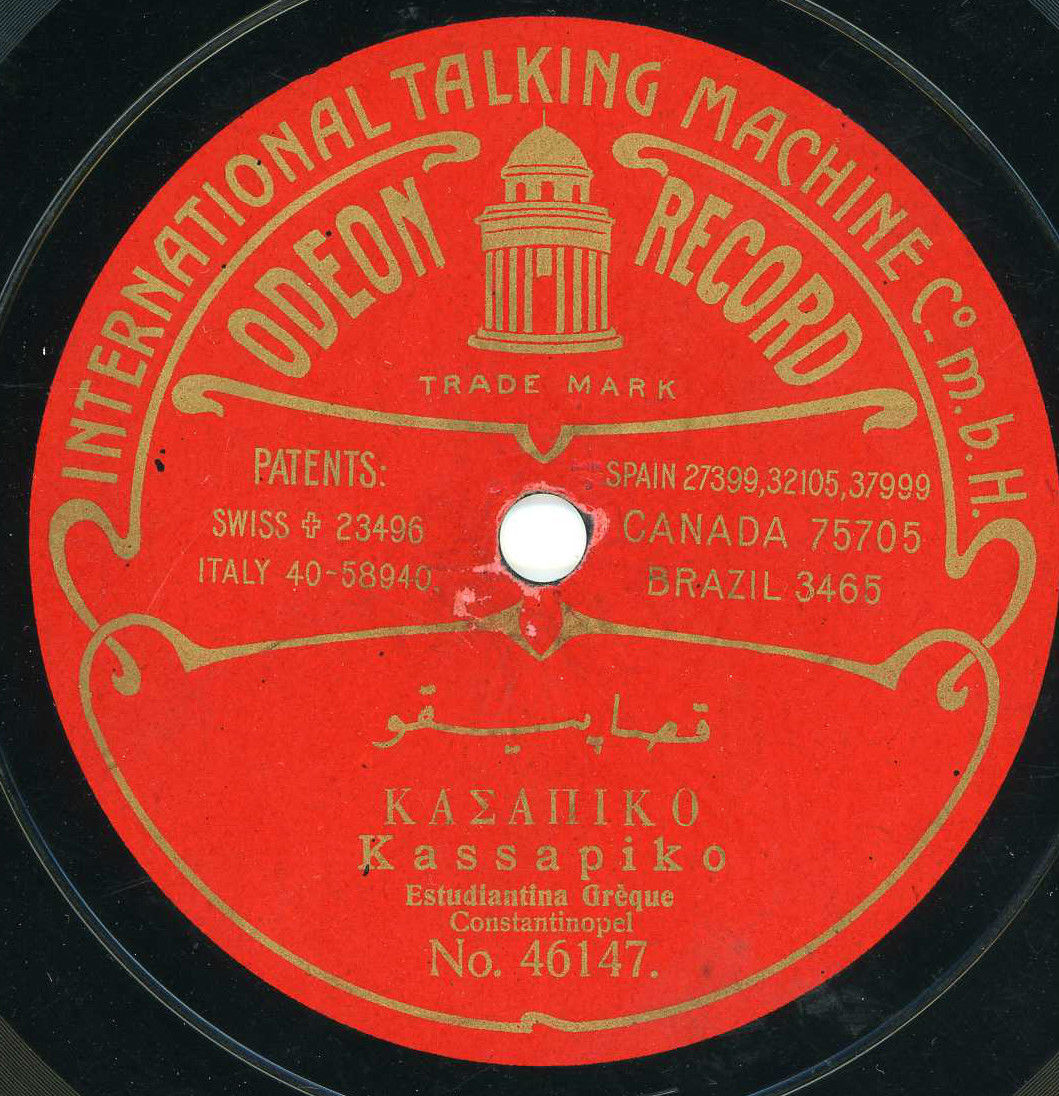 INTERNATIONAL TALKING MACHINE Co. m.b.H.
ODEON RECORD
TRADE MARK
PATENTS:
SWISS ✚ 23496
ITALY 40-58940.
SPAIN 27399,32105,37999
CANADA 75705
BRAZIL 3465
قصاپيقو
ΚΑΣΑΠΙΚΟ
Kassapiko
Estudiantina Grèque
Constantinopel
No. 46147.